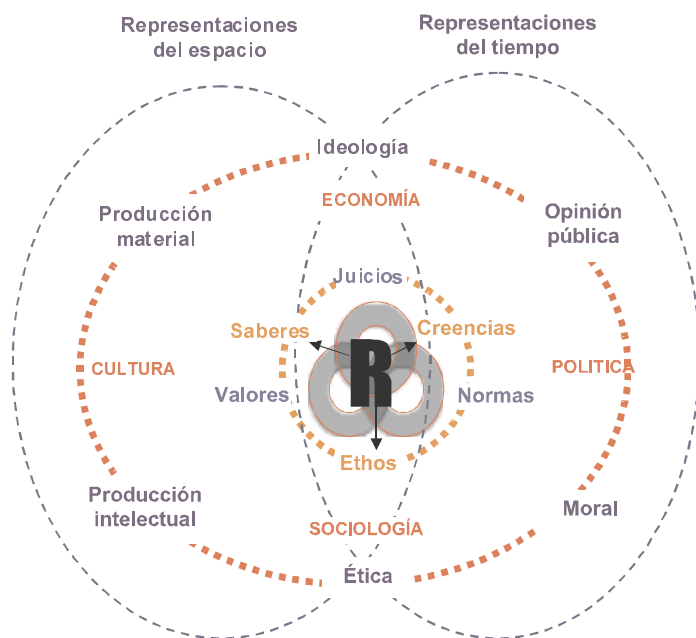 Representaciones
del espacio
Representaciones
del tiempo
Ideología
ECONOMÍA
Producción
material
Opinión
pública
Juicios
Saberes
Creencias
R
CULTURA
POLITICA
Valores
Normas
Ethos
Producción
intelectual
Moral
SOCIOLOGÍA
Ética